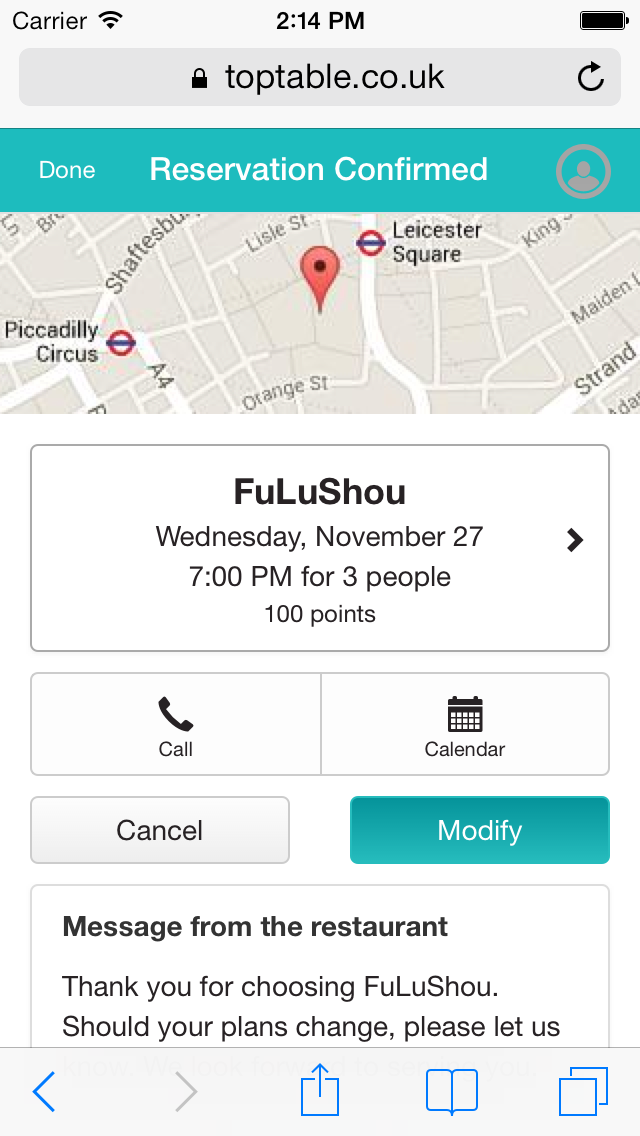 Carrier 2:14 PM
toptable.co.uk
Done Reservation Confirmed
Shaftesbu
Lisle St
Leicester
Square
King S
Maiden L
Piccadilly
Circus
A4
Orange St
Strand
FuLuShou
Wednesday, November 27
7:00 PM for 3 people
100 points
Call Calendar
Cancel Modify
Message from the restaurant
Thank you for choosing FuLuShou.
Should your plans change, please let us
know. We look forward to serving you.